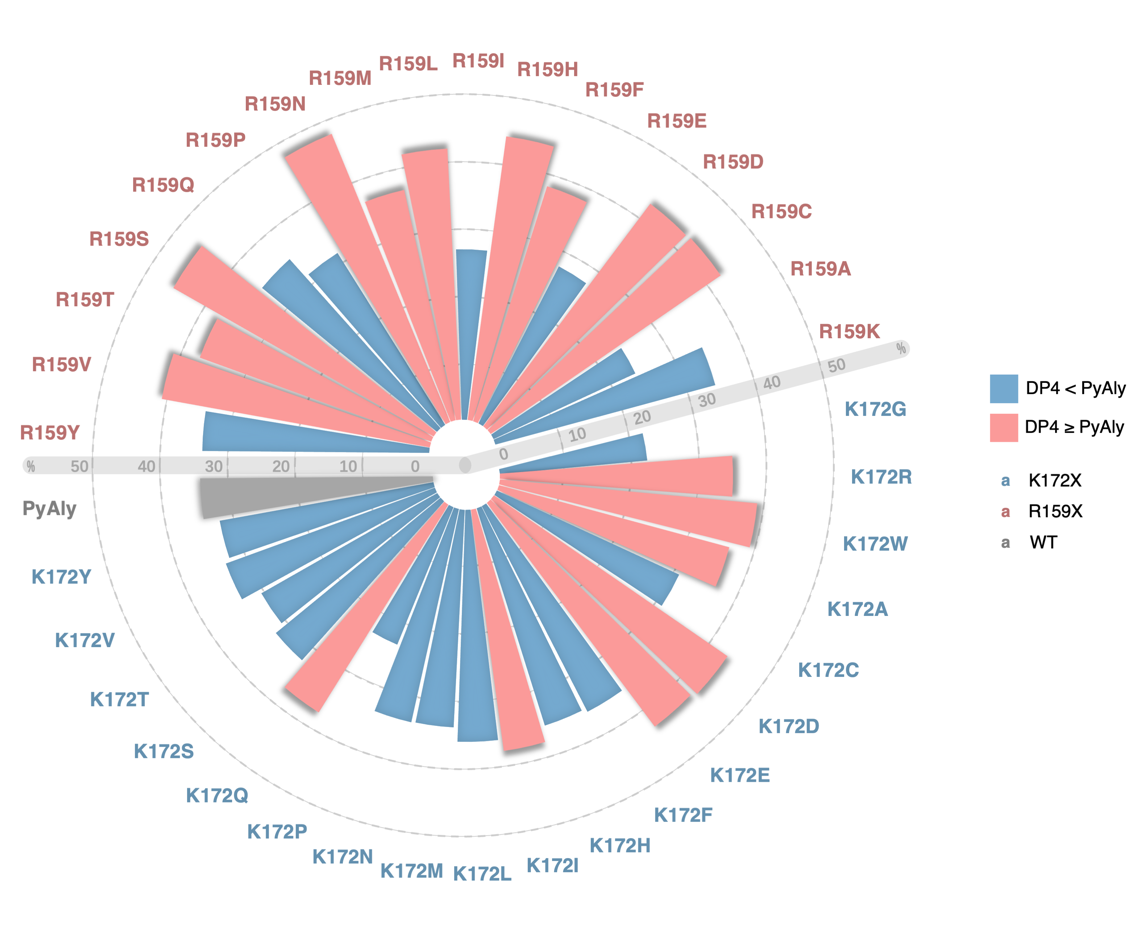 R159I
R159L
R159H
R159M
R159F
R159N
R159E
R159P
R159D
R159Q
R159C
R159S
R159A
R159T
R159K
R159V
R159Y
% 50 40 30 20 10 0
0 10 20 30 40 50 %
PyAly
K172G
K172R
K172W
K172A
K172C
K172D
K172E
K172F
K172H
K172I
K172L
K172M
K172N
K172P
K172Q
K172S
K172T
K172V
K172Y
DP4 < PyAly
DP4 ≥ PyAly
a K172X
a R159X
a WT